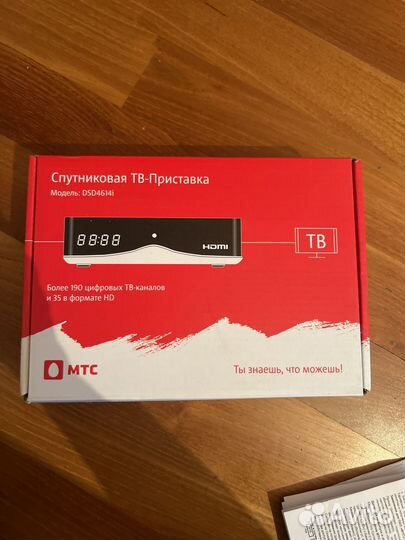 Спутниковая ТВ-Приставка
Модель: DSD4614i
88:88
HDMI
ТВ
Более 190 цифровых ТВ-каналов
и 35 в формате HD
МТС
Ты знаешь, что можешь!
Avito